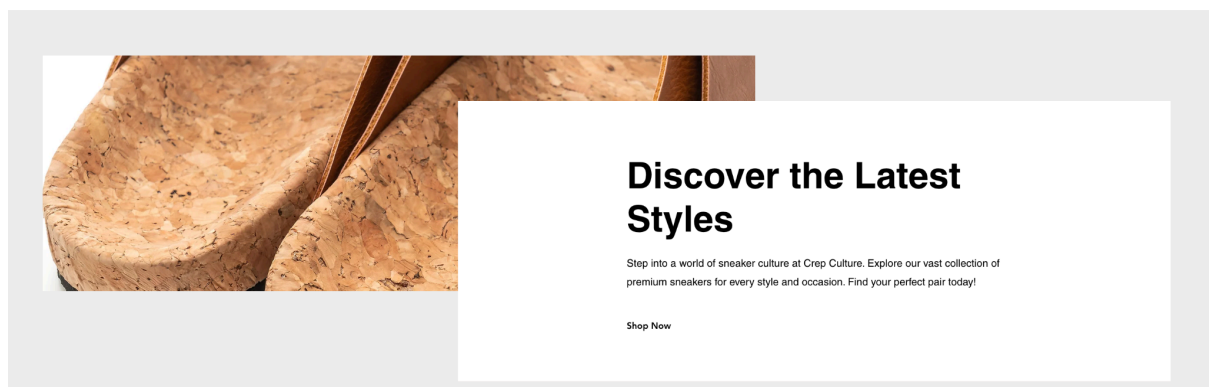 Discover the Latest
Styles
Step into a world of sneaker culture at Crep Culture. Explore our vast collection of
premium sneakers for every style and occasion. Find your perfect pair today!
Shop Now